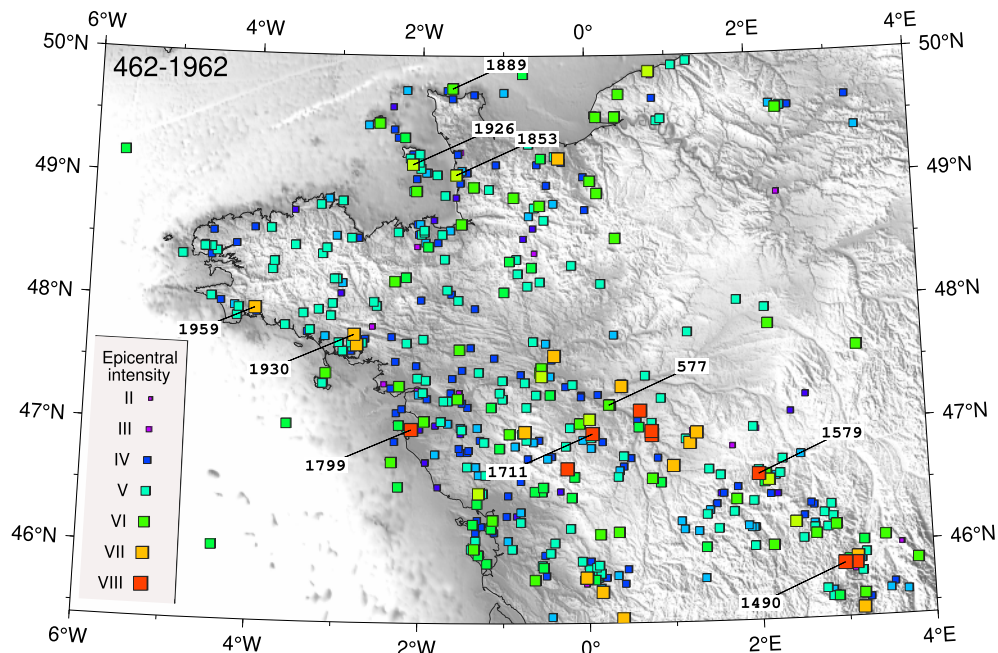 6°W 4°W 2°W 0° 2°E 4°E
50°N 50°N
462-1962
1889
1926
1853
49°N 49°N
48°N 48°N
1959
1930
577
Epicentral
intensity
II
III
IV
V
VI
VII
VIII
47°N 47°N
1579
1799
1711
46°N 46°N
1490
6°W 4°W 2°W 0° 2°E 4°E